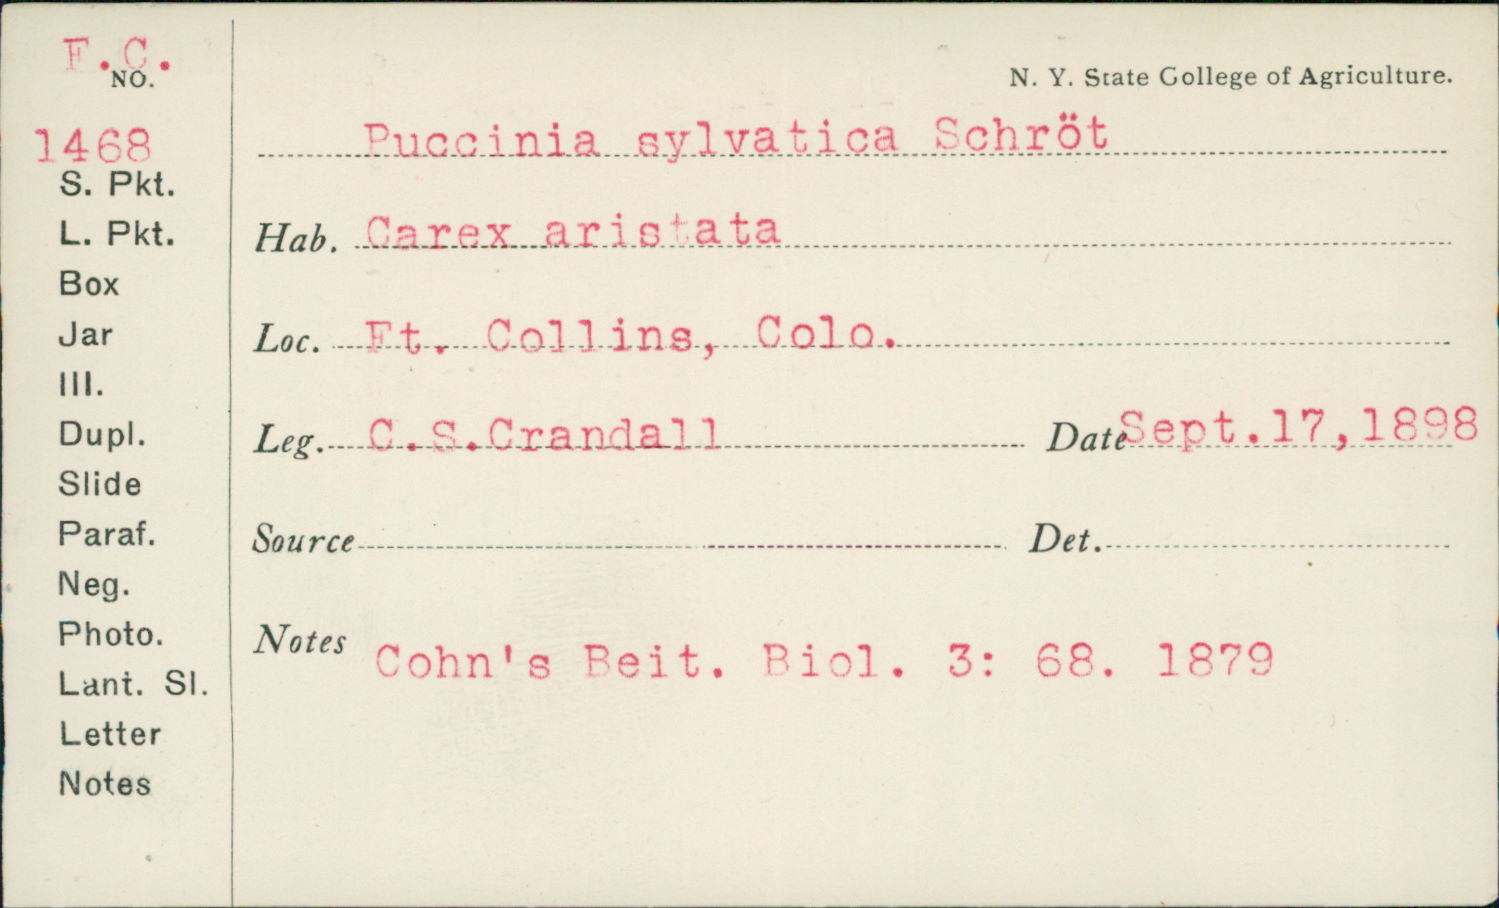 F.C.
NO.
1468
S. Pkt.
L. Pkt.
Box
Jar
Ill.
Dupl.
Slide
Paraf.
Neg.
Photo.
Lant. Sl.
Letter
Notes
N. Y. State College of Agriculture.
Puccinia sylvatica Schröt
Hab. Carex aristata
Loc. Ft. Collins, Colo.
Leg. C.S.Crandall Date Sept.17,1898
Source Det.
Notes Cohn's Beit. Biol. 3: 68. 1879